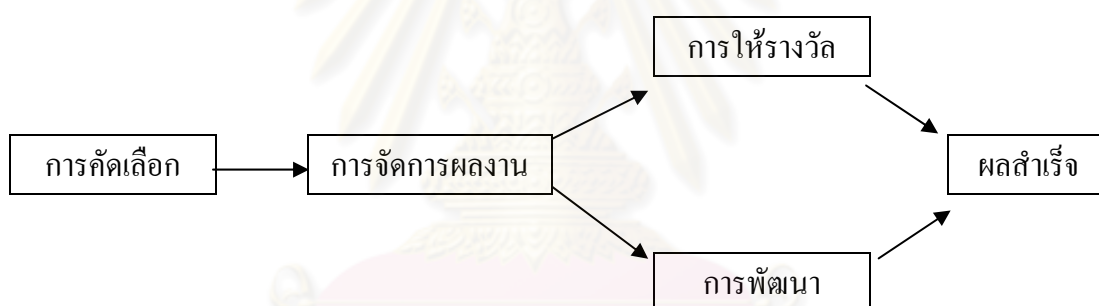 การให้รางวัล
การคัดเลือก
การจัดการผลงาน
ผลสำเร็จ
การพัฒนา